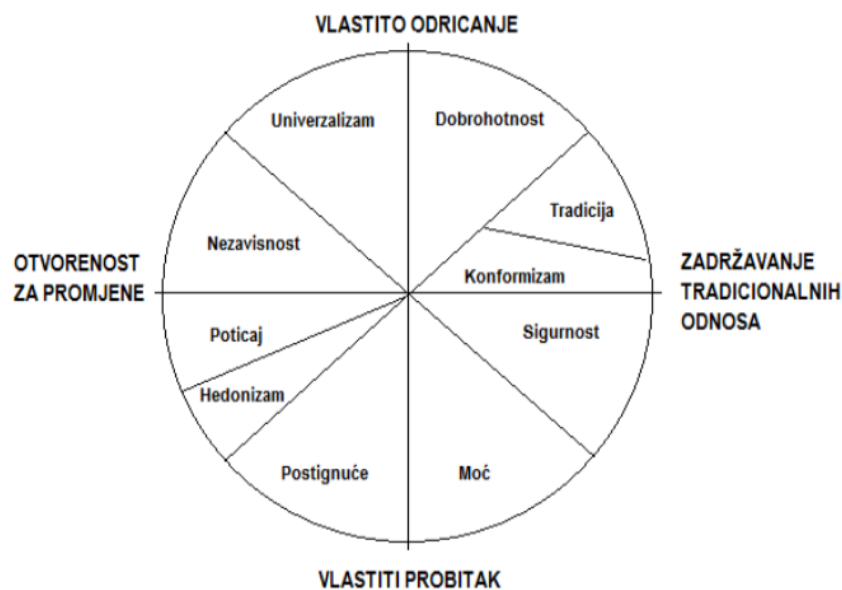 VLASTITO ODRICANJE
Univerzalizam
Dobrohotnost
Tradicija
Nezavisnost
Konformizam
OTVORENOST
ZA PROMJENE
ZADRŽAVANJE
TRADICIONALNIH
ODNOSA
Poticaj
Sigurnost
Hedonizam
Postignuće
Moć
VLASTITI PROBITAK